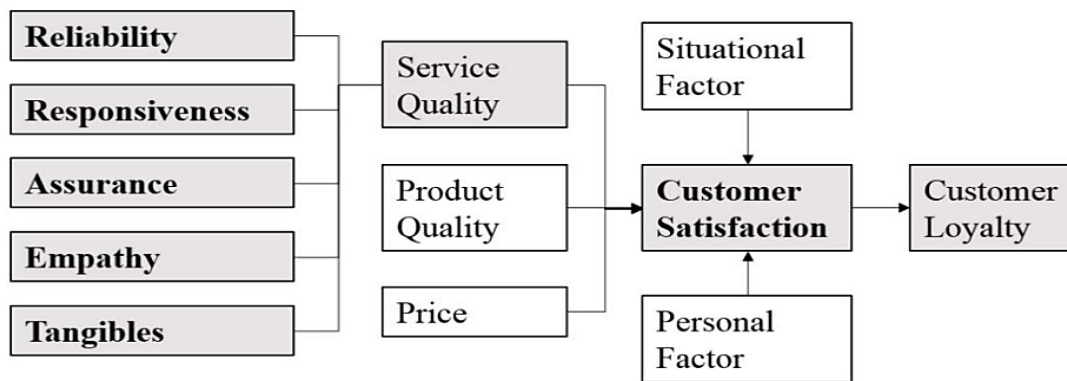 Reliability
Responsiveness
Assurance
Empathy
Tangibles
Service
Quality
Product
Quality
Price
Situational
Factor
Customer
Satisfaction
Personal
Factor
Customer
Loyalty